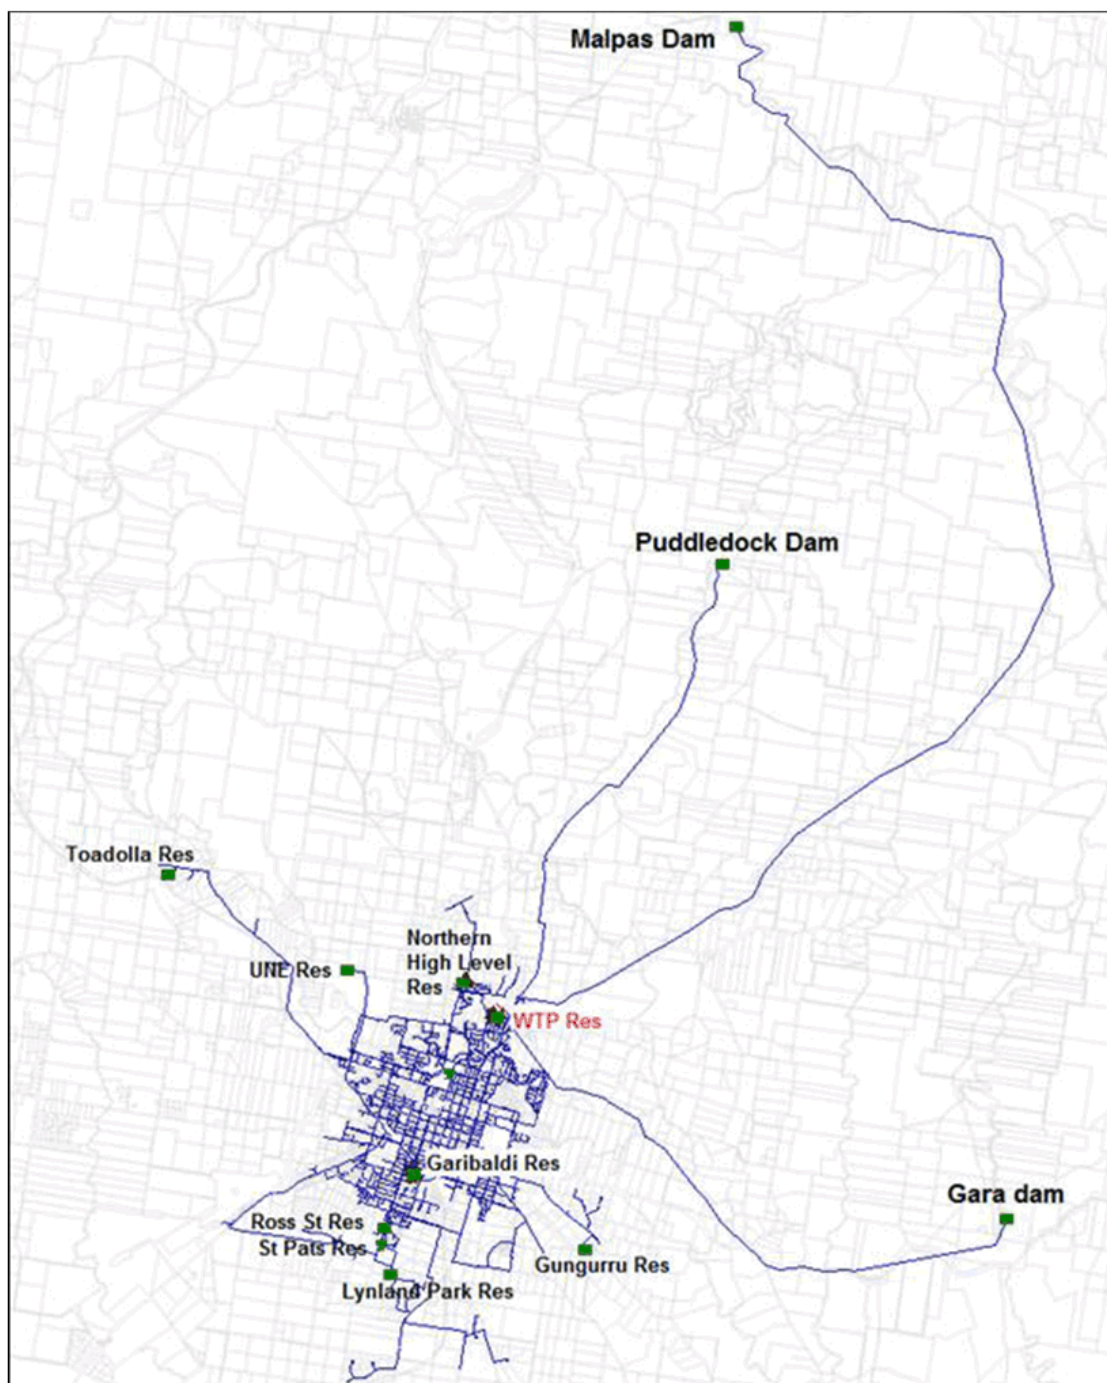 Malpas Dam
Puddledock Dam
Toadolla Res
Northern
High Level
Res
UNE Res
WTP Res
Garibaldi Res
Gara dam
Ross St Res
St Pats Res
Gungurru Res
Lynland Park Res